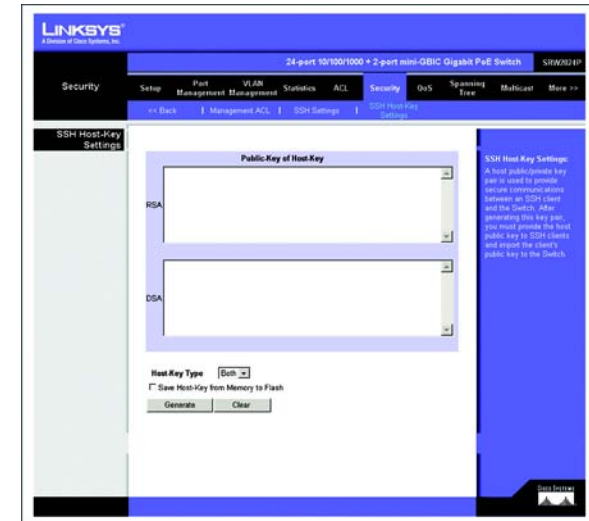 LINKSYS®
A Division of Cisco Systems, Inc.
24-port 10/100/1000 + 2-port mini-GBIC Gigabit PoE Switch SRW2024P
Security
Setup Port Management VLAN Management Statistics ACL Security QoS Spanning Tree Multicast More >>
<< Back | Management ACL | SSH Settings | SSH Host-Key Settings
SSH Host-Key
Settings
Public-Key of Host-Key
RSA
DSA
Host-Key Type Both
Save Host-Key from Memory to Flash
Generate Clear
SSH Host-Key Settings:
A host public/private key
pair is used to provide
secure communications
between an SSH client
and the Switch. After
generating this key pair,
you must provide the host
public key to SSH clients
and import the client's
public key to the Switch.
CISCO SYSTEMS